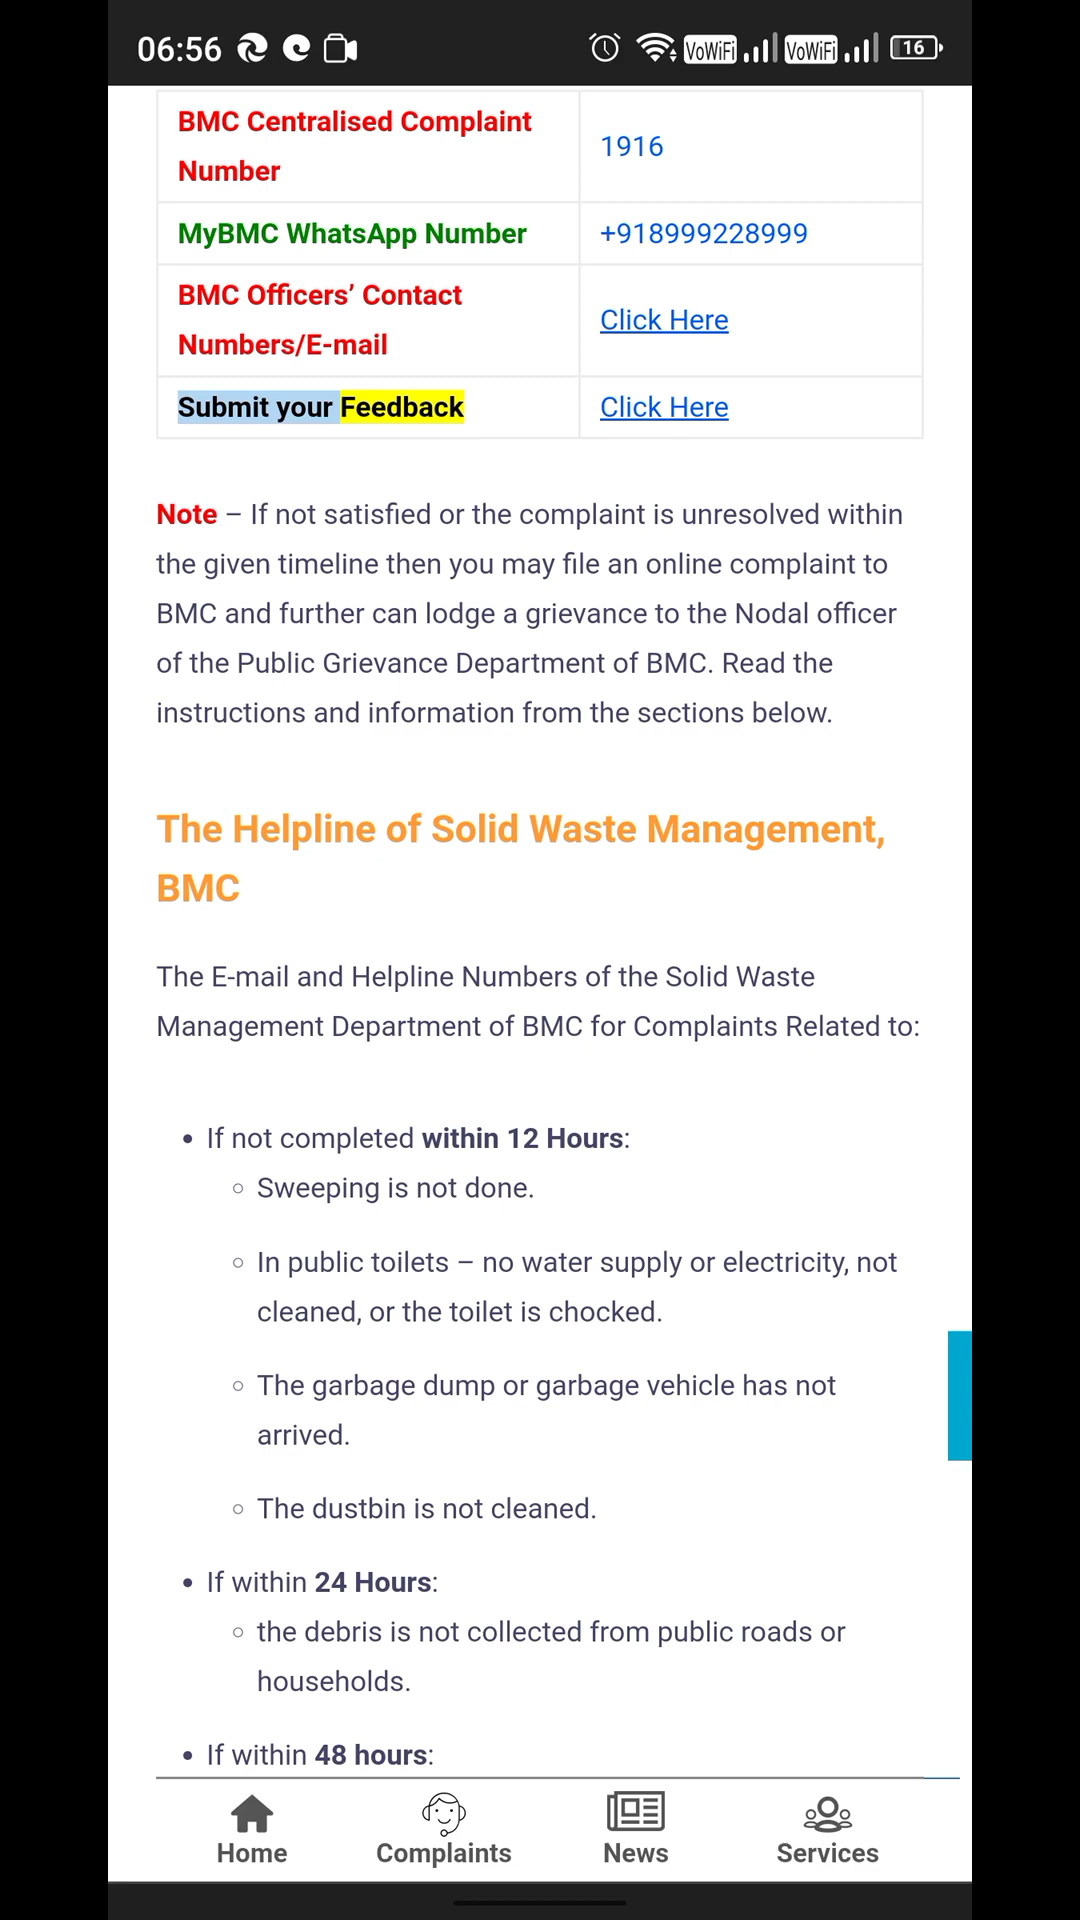 06:56 VoWiFi VoWiFi 16
BMC Centralised Complaint
Number
1916
MyBMC WhatsApp Number
+918999228999
BMC Officers’ Contact
Numbers/E-mail
Click Here
Submit your Feedback
Click Here
Note – If not satisfied or the complaint is unresolved within
the given timeline then you may file an online complaint to
BMC and further can lodge a grievance to the Nodal officer
of the Public Grievance Department of BMC. Read the
instructions and information from the sections below.
The Helpline of Solid Waste Management,
BMC
The E-mail and Helpline Numbers of the Solid Waste
Management Department of BMC for Complaints Related to:
• If not completed within 12 Hours:
◦ Sweeping is not done.
◦ In public toilets – no water supply or electricity, not
cleaned, or the toilet is chocked.
◦ The garbage dump or garbage vehicle has not
arrived.
◦ The dustbin is not cleaned.
• If within 24 Hours:
◦ the debris is not collected from public roads or
households.
• If within 48 hours:
Home Complaints News Services